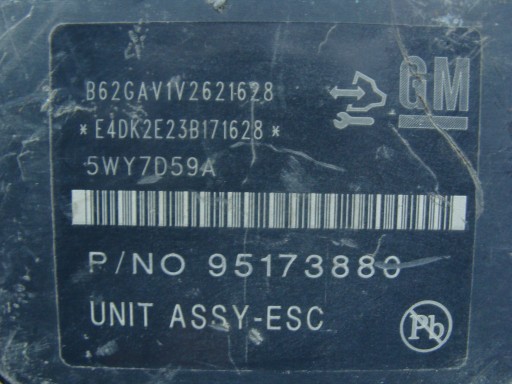 B62GAV1V2621628
GM
*E4DK2E23B171628*
5WY7D59A
P/NO 95173880
UNIT ASSY-ESC
Pb